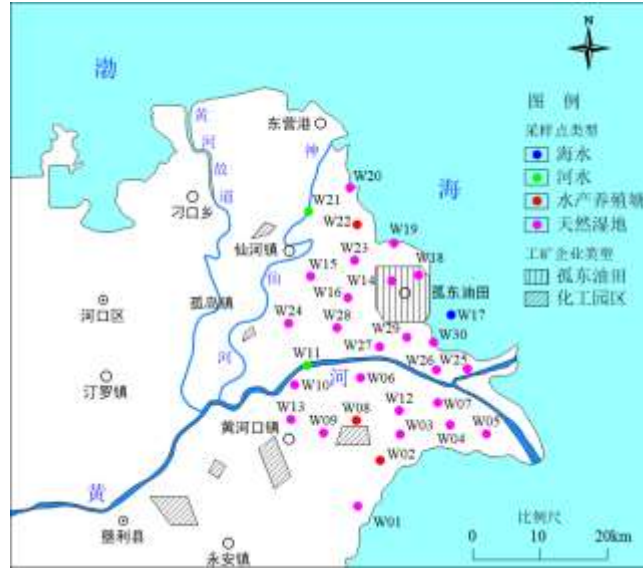 渤
N
黄
河
故
道
东营港
神
图 例
采样点类型
海水
河水
水产养殖塘
天然湿地
工矿企业类型
孤东油田
化工园区
海
W20
W21
W22
刁口乡
W19
仙河镇
W23
W18
W15
W14
仙
孤岛镇
W16
孤东油田
河口区
W17
W24
W28
W29
W30
W27
河
W11
河
W26
W25
汀罗镇
W10
W06
W07
W12
W13
W08
黄河口镇
W09
W03
W04
W05
W02
黄
W01
垦利县
永安镇
比例尺
0 10 20km